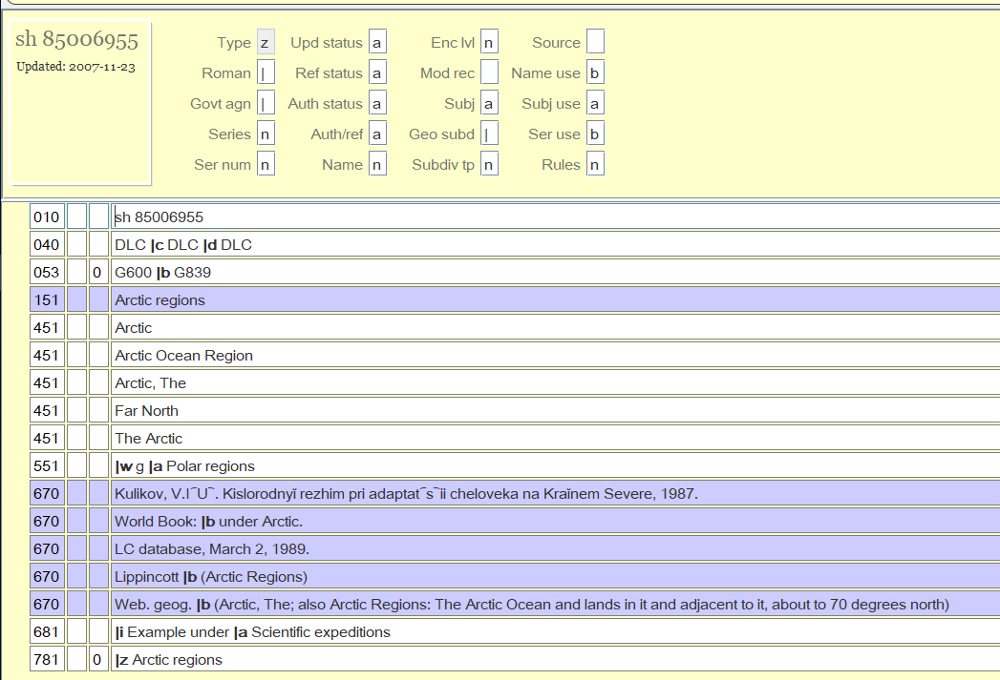 sh 85006955
Updated: 2007-11-23
Type z Upd status a Enc lvl n Source
Roman | Ref status a Mod rec Name use b
Govt agn | Auth status a Subj a Subj use a
Series n Auth/ref a Geo subd | Ser use b
Ser num n Name n Subdiv tp n Rules n
010 sh 85006955
040 DLC |c DLC |d DLC
053 0 G600 |b G839
151 Arctic regions
451 Arctic
451 Arctic Ocean Region
451 Arctic, The
451 Far North
451 The Arctic
551 |w g |a Polar regions
670 Kulikov, V.I͡U͡. Kislorodnyĭ rezhim pri adaptat͡s͡ii cheloveka na Kraĭnem Severe, 1987.
670 World Book: |b under Arctic.
670 LC database, March 2, 1989.
670 Lippincott |b (Arctic Regions)
670 Web. geog. |b (Arctic, The; also Arctic Regions: The Arctic Ocean and lands in it and adjacent to it, about to 70 degrees north)
681 |i Example under |a Scientific expeditions
781 0 |z Arctic regions